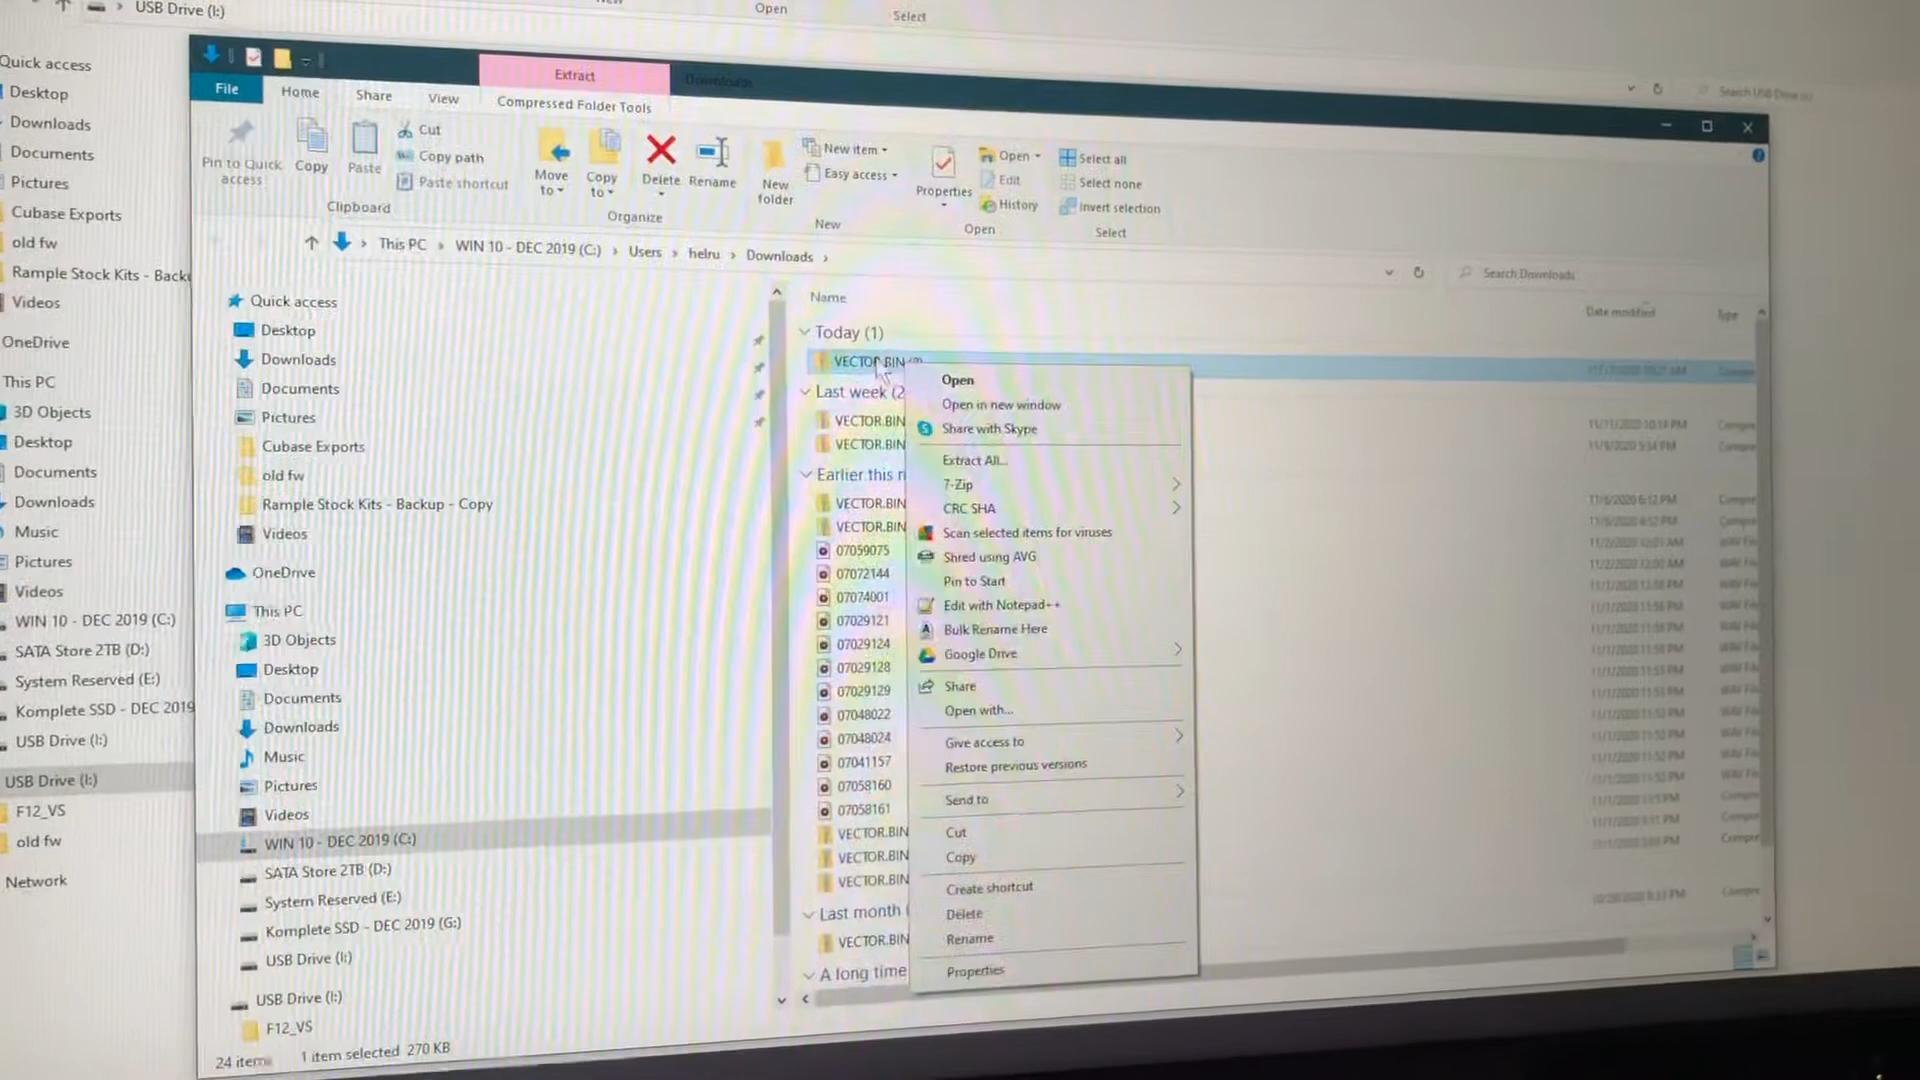 USB Drive (I:)
Open
Select
Quick access
Desktop
Downloads
Documents
Pictures
Cubase Exports
old fw
Rample Stock Kits - Back
Videos
OneDrive
This PC
3D Objects
Desktop
Documents
Downloads
Music
Pictures
Videos
WIN 10 - DEC 2019 (C:)
SATA Store 2TB (D:)
System Reserved (E:)
Komplete SSD - DEC 2019
USB Drive (I:)
USB Drive (I:)
F12_VS
old fw
Network
Extract
Downloads
File
Home
Share
View
Compressed Folder Tools
Pin to Quick access
Copy
Paste
Cut
Copy path
Paste shortcut
Clipboard
Move to
Copy to
Delete
Rename
Organize
New folder
New item
Easy access
New
Properties
Open
Edit
History
Open
Select all
Select none
Invert selection
Select
This PC > WIN 10 - DEC 2019 (C:) > Users > helru > Downloads >
Search Downloads
Quick access
Desktop
Downloads
Documents
Pictures
Cubase Exports
old fw
Rample Stock Kits - Backup - Copy
Videos
OneDrive
This PC
3D Objects
Desktop
Documents
Downloads
Music
Pictures
Videos
WIN 10 - DEC 2019 (C:)
SATA Store 2TB (D:)
System Reserved (E:)
Komplete SSD - DEC 2019 (G:)
USB Drive (I:)
USB Drive (I:)
F12_VS
24 items
1 item selected 270 KB
Name
Date modified
Type
Today (1)
VECTOR.BIN
Last week (2
VECTOR.BIN
VECTOR.BIN
Earlier this
VECTOR.BIN
VECTOR.BIN
07059075
07072144
07074001
07029121
07029124
07029128
07029129
07048022
07048024
07041157
07058160
07058161
VECTOR.BIN
VECTOR.BIN
VECTOR.BIN
Last month (
VECTOR.BIN
A long time
Open
Open in new window
Share with Skype
Extract All...
7-Zip
CRC SHA
Scan selected items for viruses
Shred using AVG
Pin to Start
Edit with Notepad++
Bulk Rename Here
Google Drive
Share
Open with...
Give access to
Restore previous versions
Send to
Cut
Copy
Create shortcut
Delete
Rename
Properties